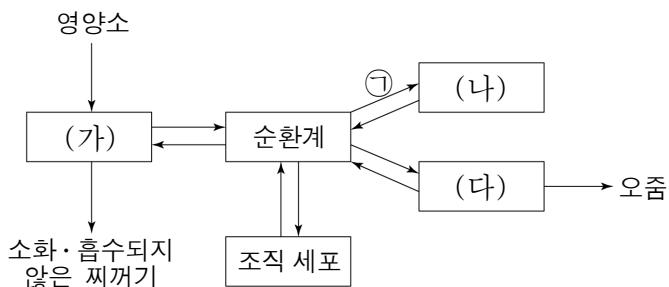 영양소
㉠
(가)
순환계
(나)
(다)
오줌
조직 세포
소화·흡수되지
않은 찌꺼기